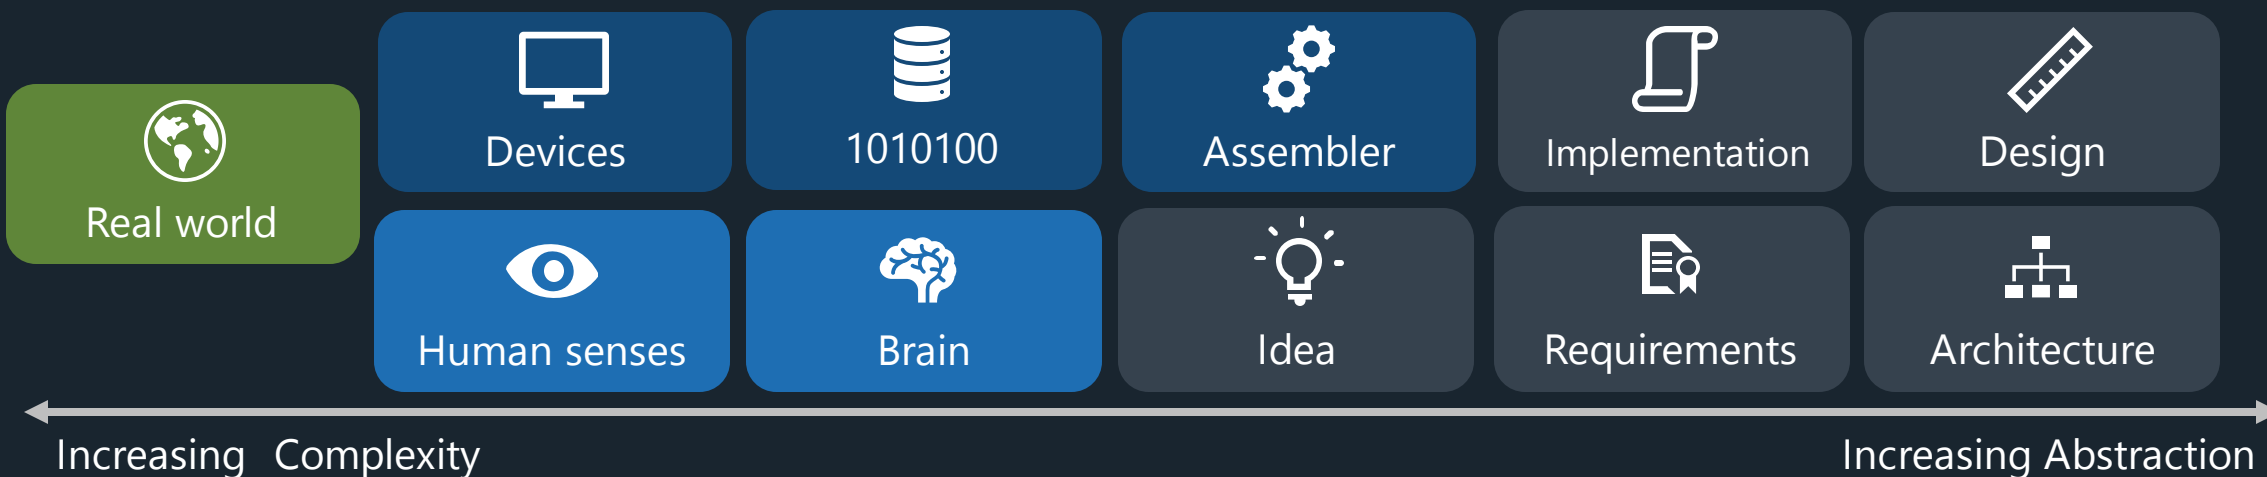 Real world
Devices
1010100
Assembler
Implementation
Design
Human senses
Brain
Idea
Requirements
Architecture
Increasing Complexity
Increasing Abstraction